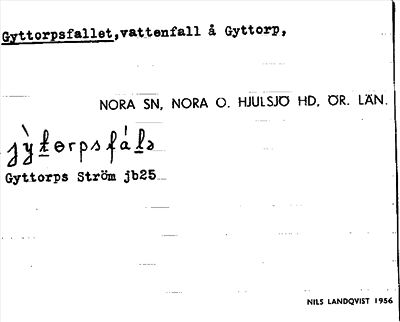 Gyttorpsfallet,vattenfall å Gyttorp,
NORA SN, NORA O. HJULSJÖ HD, ÖR. LÄN.
Gyttorps Ström jb25
NILS LANDQVIST 1956